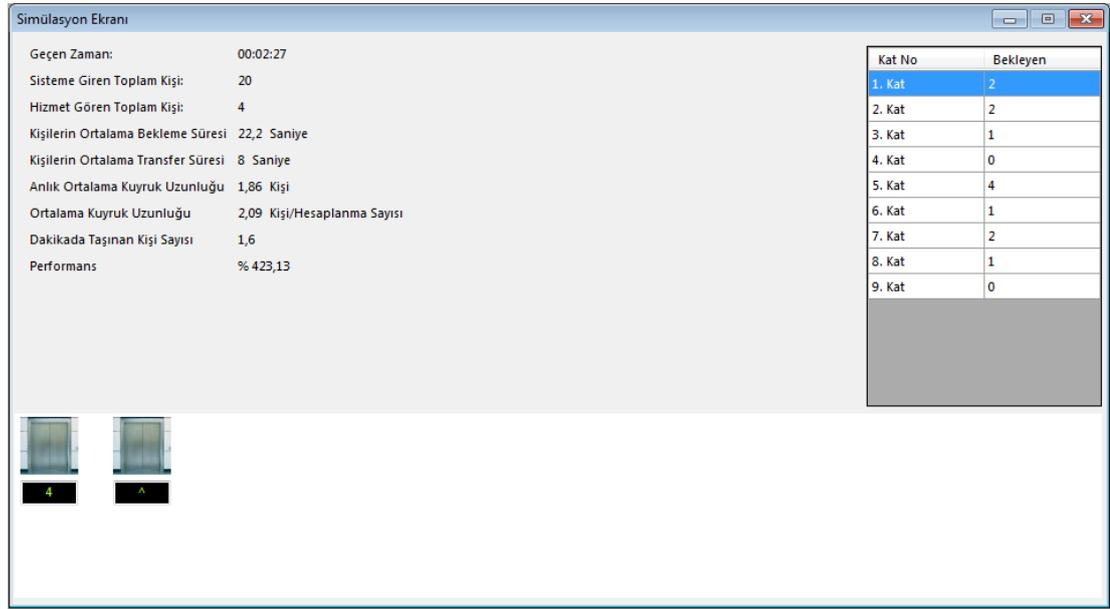 Simülasyon Ekranı
Geçen Zaman: 00:02:27
Sisteme Giren Toplam Kişi: 20
Hizmet Gören Toplam Kişi: 4
Kişilerin Ortalama Bekleme Süresi 22,2 Saniye
Kişilerin Ortalama Transfer Süresi 8 Saniye
Anlık Ortalama Kuyruk Uzunluğu 1,86 Kişi
Ortalama Kuyruk Uzunluğu 2,09 Kişi/Hesaplanma Sayısı
Dakikada Taşınan Kişi Sayısı 1,6
Performans % 423,13
Kat No Bekleyen
1. Kat 2
2. Kat 2
3. Kat 1
4. Kat 0
5. Kat 4
6. Kat 1
7. Kat 2
8. Kat 1
9. Kat 0
4 ^